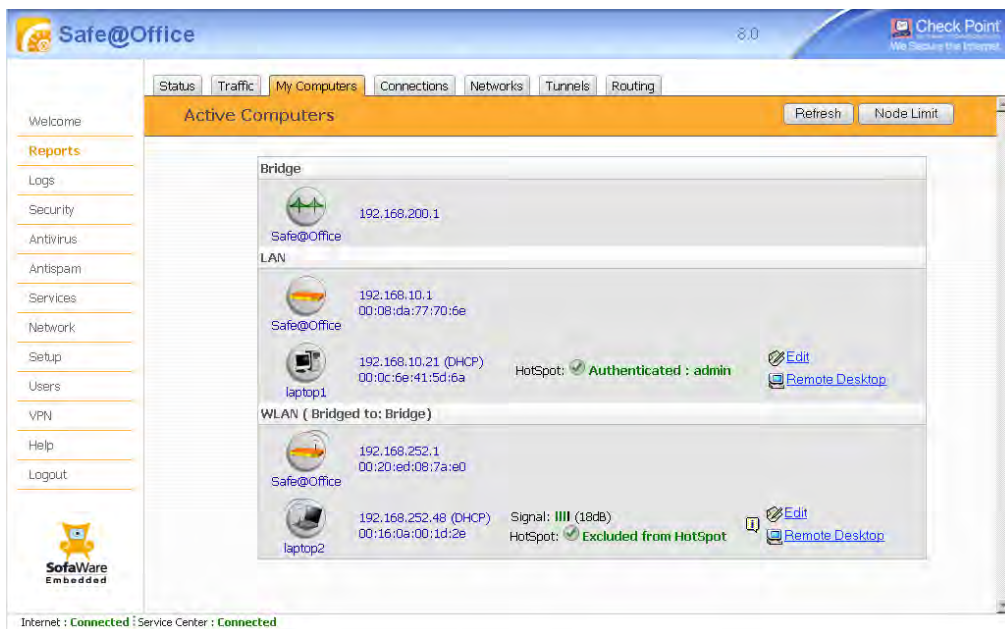 Safe@Office
8.0
Check Point
We Secure the Internet
Status Traffic My Computers Connections Networks Tunnels Routing
Active Computers
Refresh Node Limit
Welcome
Reports
Logs
Security
Antivirus
Antispam
Services
Network
Setup
Users
VPN
Help
Logout
SofaWare
Embedded
Bridge
192.168.200.1
Safe@Office
LAN
192.168.10.1
00:08:da:77:70:6e
Safe@Office
192.168.10.21 (DHCP)
00:0c:6e:41:5d:6a
laptop1
HotSpot: Authenticated : admin
Edit
Remote Desktop
WLAN ( Bridged to: Bridge)
192.168.252.1
00:20:ed:08:7a:e0
Safe@Office
192.168.252.48 (DHCP)
00:16:0a:00:1d:2e
laptop2
Signal: IIII (18dB)
HotSpot: Excluded from HotSpot
Edit
Remote Desktop
Internet : Connected Service Center : Connected